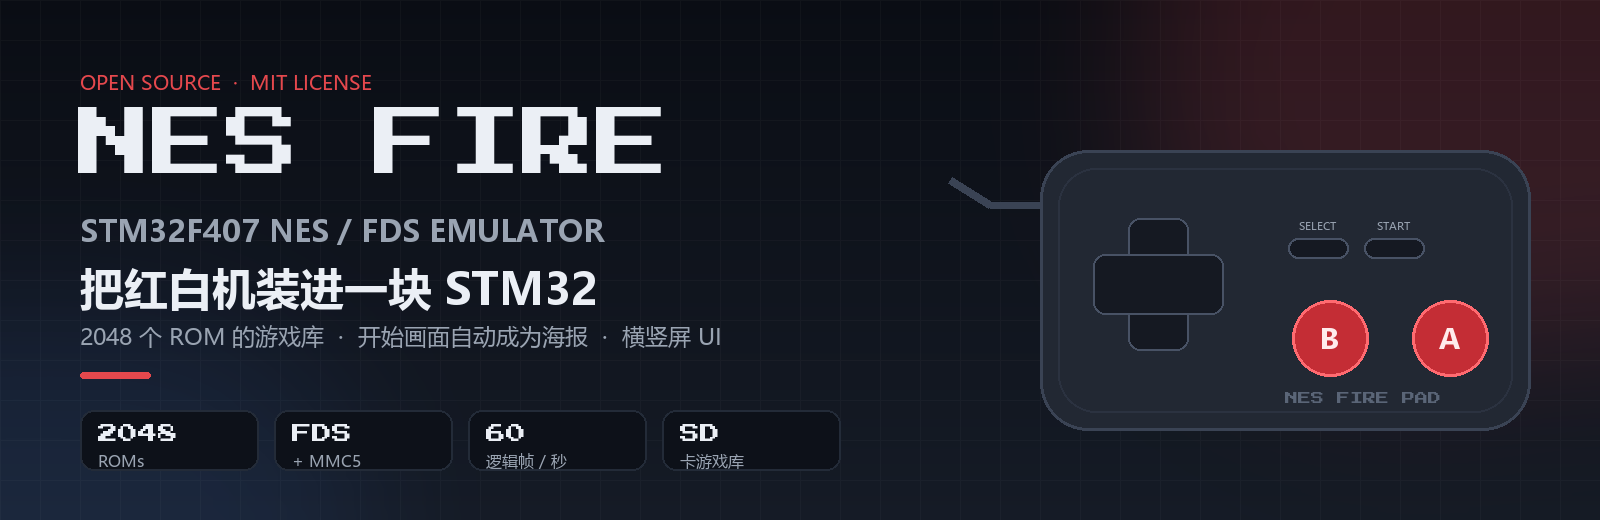 OPEN SOURCE · MIT LICENSE
NES FIRE
STM32F407 NES / FDS EMULATOR
把红白机装进一块 STM32
2048 个 ROM 的游戏库 · 开始画面自动成为海报 · 横竖屏 UI
2048
ROMs
FDS
+ MMC5
60
逻辑帧 / 秒
SD
卡游戏库
SELECT
START
B
A
NES FIRE PAD